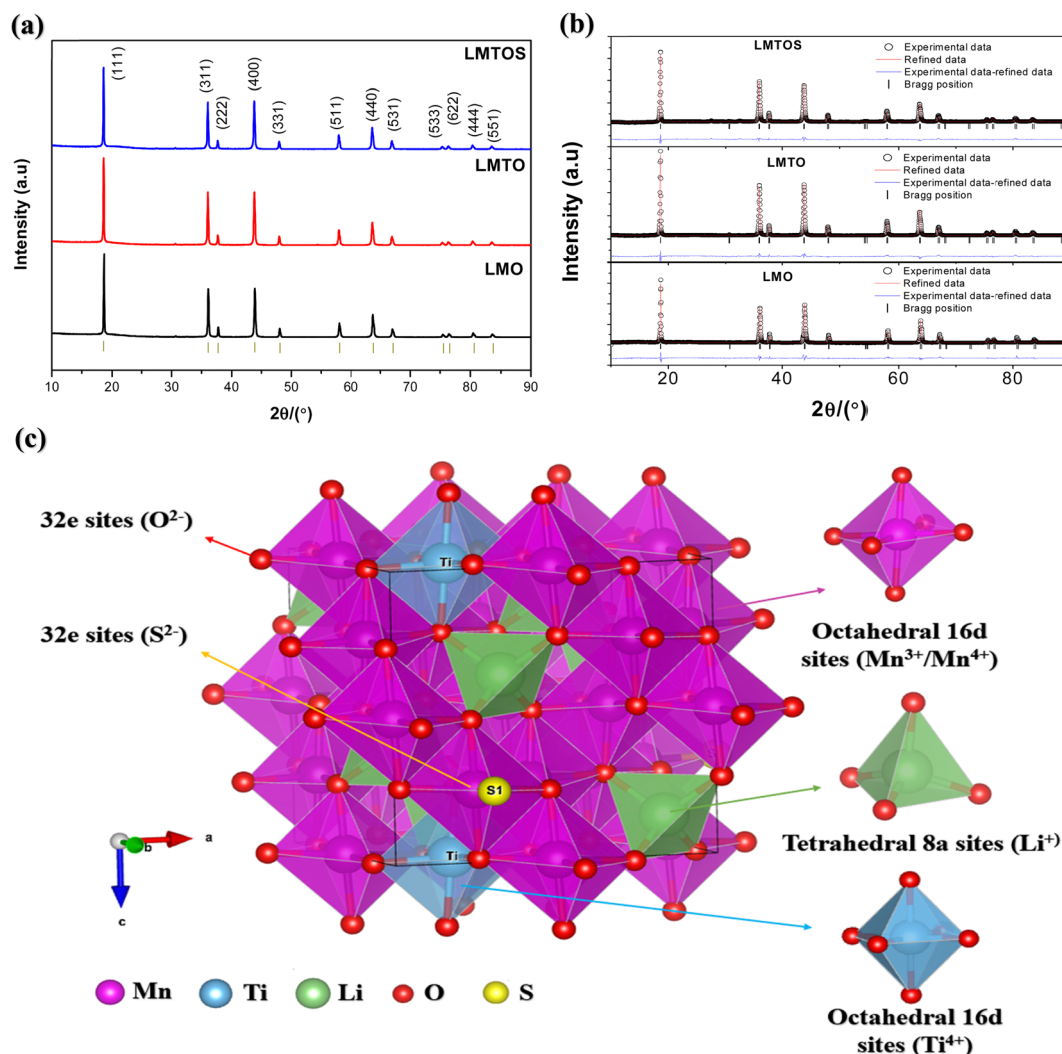 (a)
LMTOS
(111)
(311)
(222)
(400)
(331)
(511)
(440)
(531)
(533)
(622)
(444)
(551)
LMTO
LMO
Intensity (a.u)
10 20 30 40 50 60 70 80 90
2θ/(°)
(b)
LMTOS
Experimental data
Refined data
Experimental data-refined data
Bragg position
LMTO
Experimental data
Refined data
Experimental data-refined data
Bragg position
LMO
Experimental data
Refined data
Experimental data-refined data
Bragg position
Intensity (a.u)
20 40 60 80
2θ/(°)
(c)
32e sites (O²⁻)
32e sites (S²⁻)
Ti
S1
Ti
a
b
c
Octahedral 16d
sites (Mn³⁺/Mn⁴⁺)
Tetrahedral 8a sites (Li⁺)
Octahedral 16d
sites (Ti⁴⁺)
Mn Ti Li O S